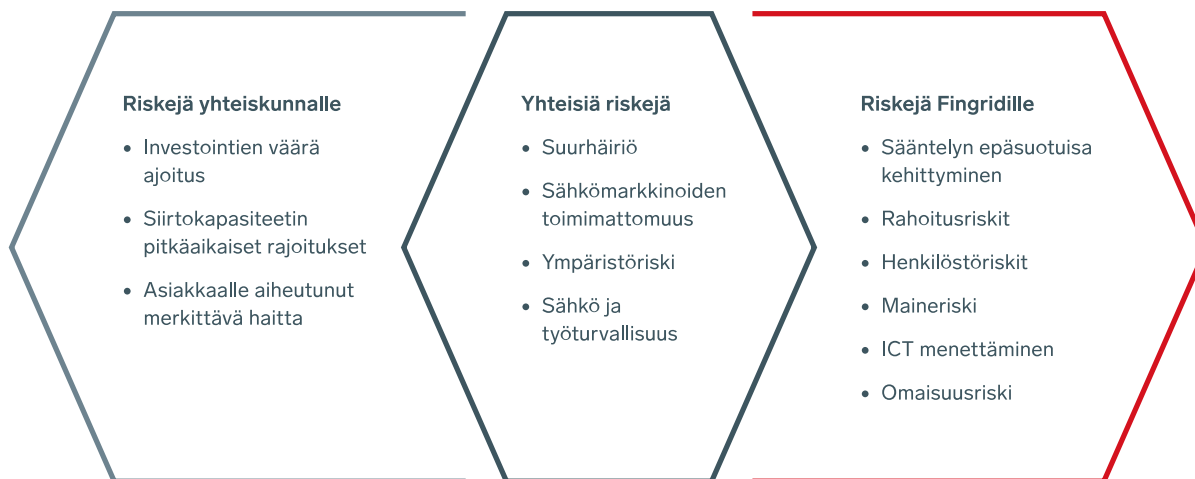 Riskejä yhteiskunnalle
• Investointien väärä
ajoitus
• Siirtokapasiteetin
pitkäaikaiset rajoitukset
• Asiakkaalle aiheutunut
merkittävä haitta
Yhteisiä riskejä
• Suurhäiriö
• Sähkömarkkinoiden
toimimattomuus
• Ympäristöriski
• Sähkö ja
työturvallisuus
Riskejä Fingridille
• Sääntelyn epäsuotuisa
kehittyminen
• Rahoitusriskit
• Henkilöstöriskit
• Maineriski
• ICT menettäminen
• Omaisuusriski